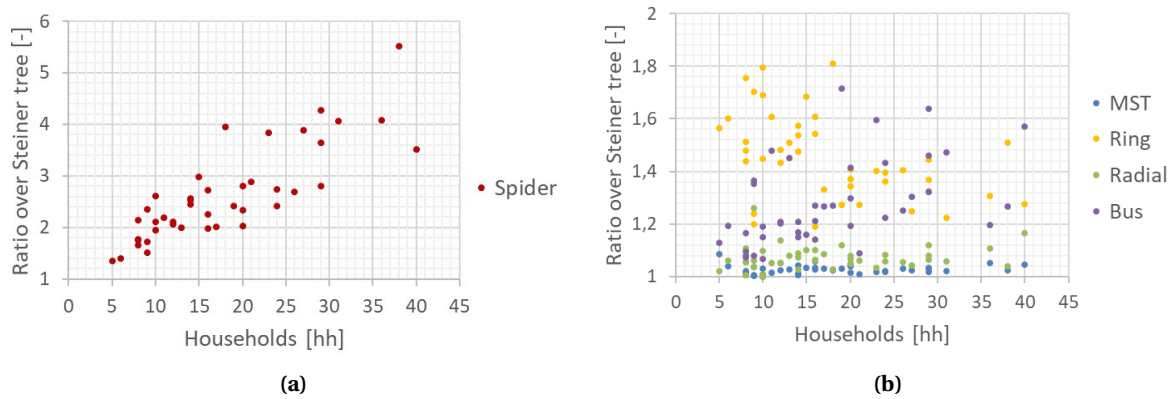 Ratio over Steiner tree [-]
6
5
4
3
2
1
0 5 10 15 20 25 30 35 40 45
Households [hh]
Spider
(a)
Ratio over Steiner tree [-]
2
1,8
1,6
1,4
1,2
1
0 5 10 15 20 25 30 35 40 45
Households [hh]
MST
Ring
Radial
Bus
(b)